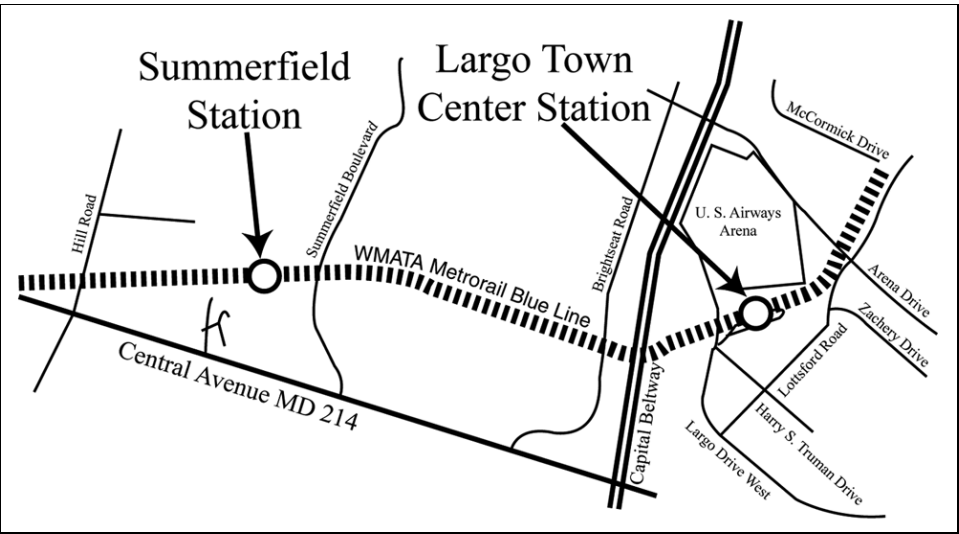 Summerfield
Station
Largo Town
Center Station
McCormick Drive
Summerfield Boulevard
Hill Road
Brightseat Road
U. S. Airways
Arena
WMATA Metrorail Blue Line
Arena Drive
Zachery Drive
Lottsford Road
Central Avenue MD 214
Capital Beltway
Harry S. Truman Drive
Largo Drive West